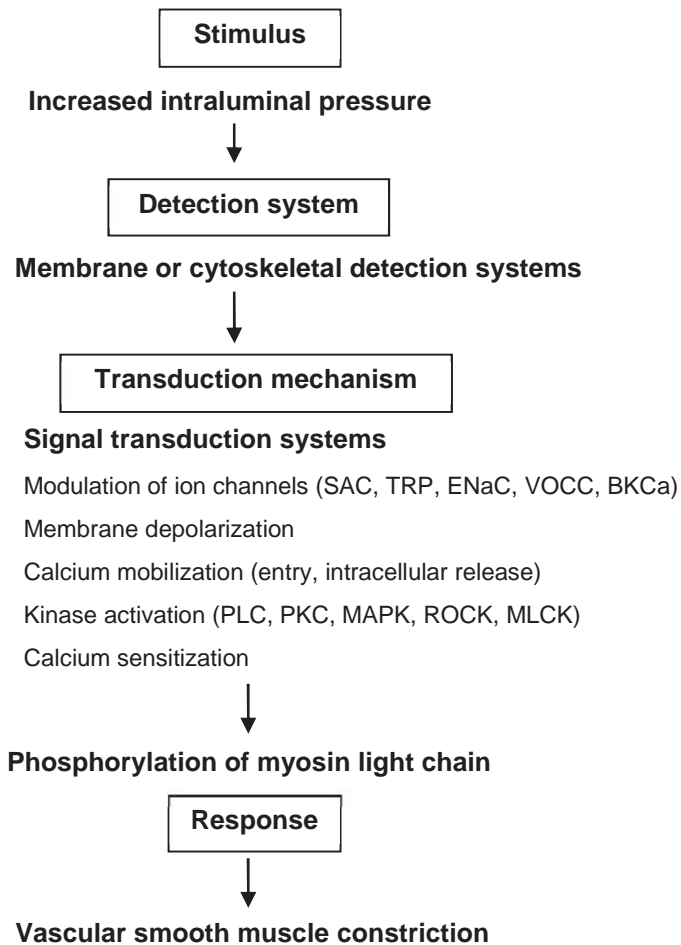 Stimulus
Increased intraluminal pressure
Detection system
Membrane or cytoskeletal detection systems
Transduction mechanism
Signal transduction systems
Modulation of ion channels (SAC, TRP, ENaC, VOCC, BKCa)
Membrane depolarization
Calcium mobilization (entry, intracellular release)
Kinase activation (PLC, PKC, MAPK, ROCK, MLCK)
Calcium sensitization
Phosphorylation of myosin light chain
Response
Vascular smooth muscle constriction